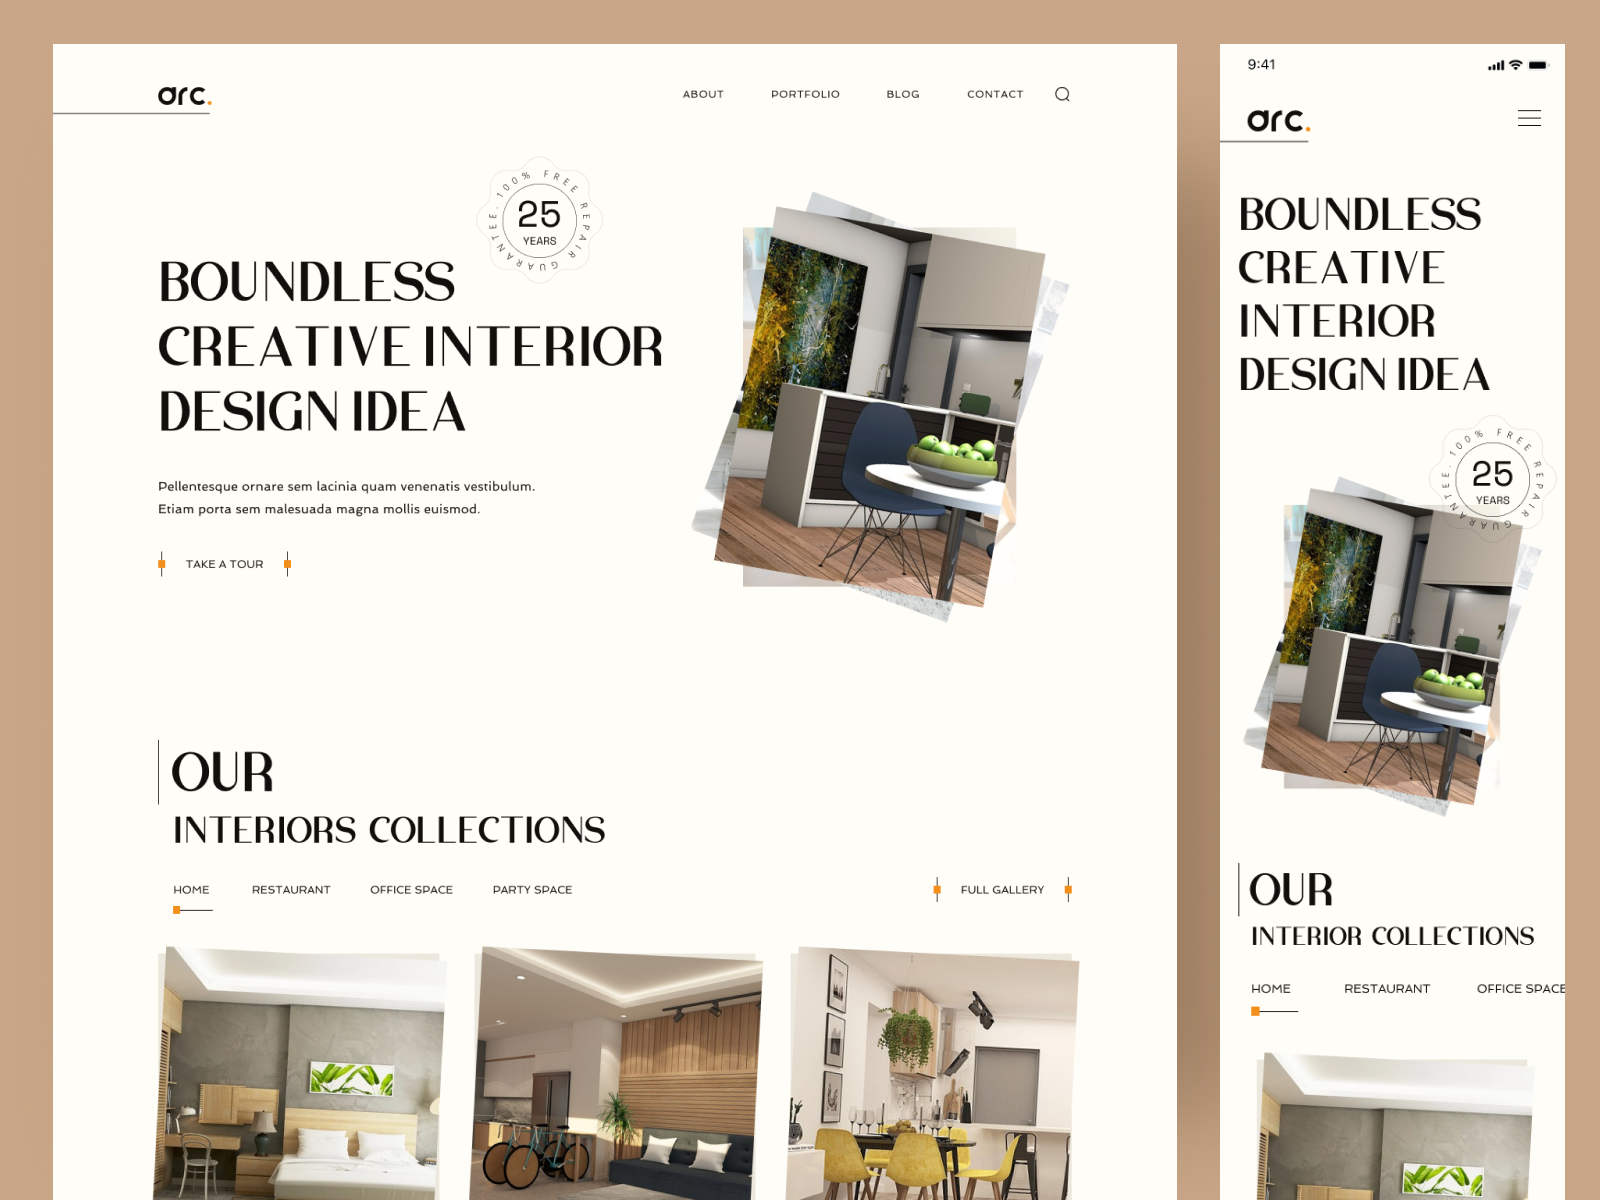 arc.
ABOUT
PORTFOLIO
BLOG
CONTACT
100% FREE REPAIR GUARANTEE.
25
YEARS
BOUNDLESS
CREATIVE INTERIOR
DESIGN IDEA
Pellentesque ornare sem lacinia quam venenatis vestibulum.
Etiam porta sem malesuada magna mollis euismod.
TAKE A TOUR
OUR
INTERIORS COLLECTIONS
HOME
RESTAURANT
OFFICE SPACE
PARTY SPACE
FULL GALLERY
9:41
arc.
BOUNDLESS
CREATIVE
INTERIOR
DESIGN IDEA
100% FREE REPAIR GUARANTEE.
25
YEARS
OUR
INTERIOR COLLECTIONS
HOME
RESTAURANT
OFFICE SPACE